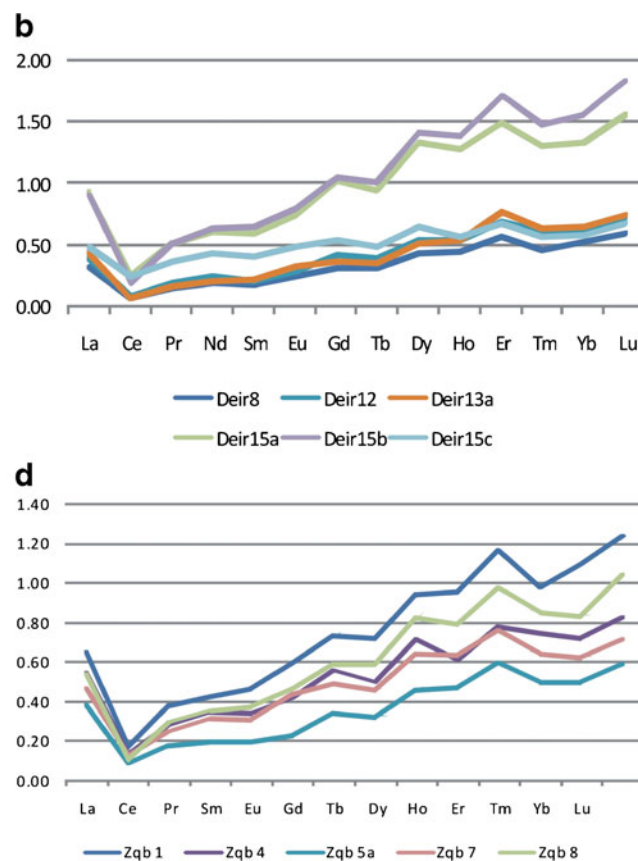 b
2.00
1.50
1.00
0.50
0.00
La Ce Pr Nd Sm Eu Gd Tb Dy Ho Er Tm Yb Lu
Deir8 Deir12 Deir13a
Deir15a Deir15b Deir15c
d
1.40
1.20
1.00
0.80
0.60
0.40
0.20
0.00
La Ce Pr Sm Eu Gd Tb Dy Ho Er Tm Yb Lu
Zqb 1 Zqb 4 Zqb 5a Zqb 7 Zqb 8